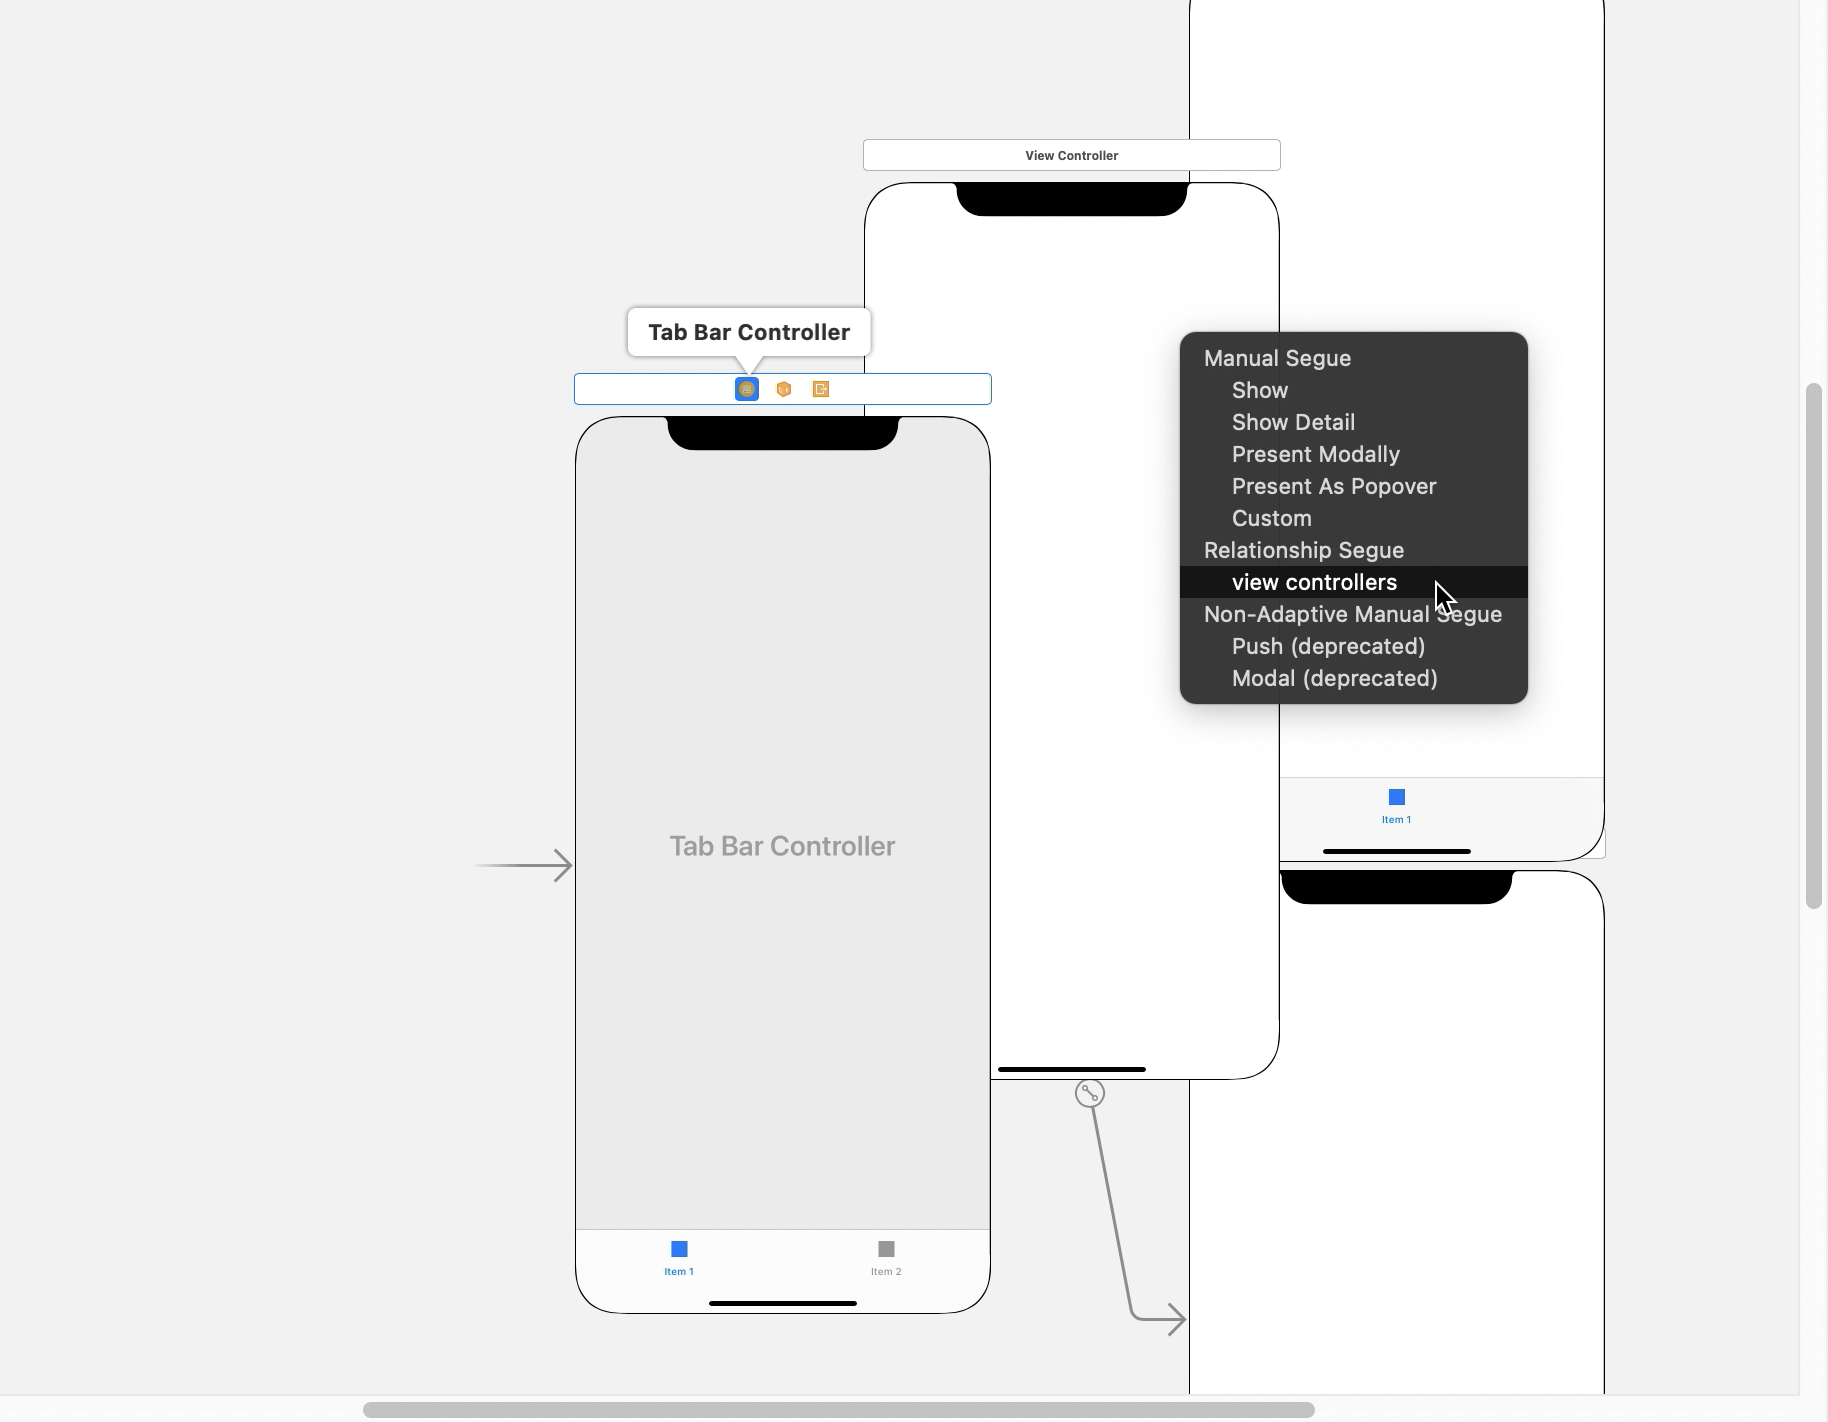 View Controller
Tab Bar Controller
Manual Segue
Show
Show Detail
Present Modally
Present As Popover
Custom
Relationship Segue
view controllers
Non-Adaptive Manual Segue
Push (deprecated)
Modal (deprecated)
Item 1
Tab Bar Controller
Item 1
Item 2